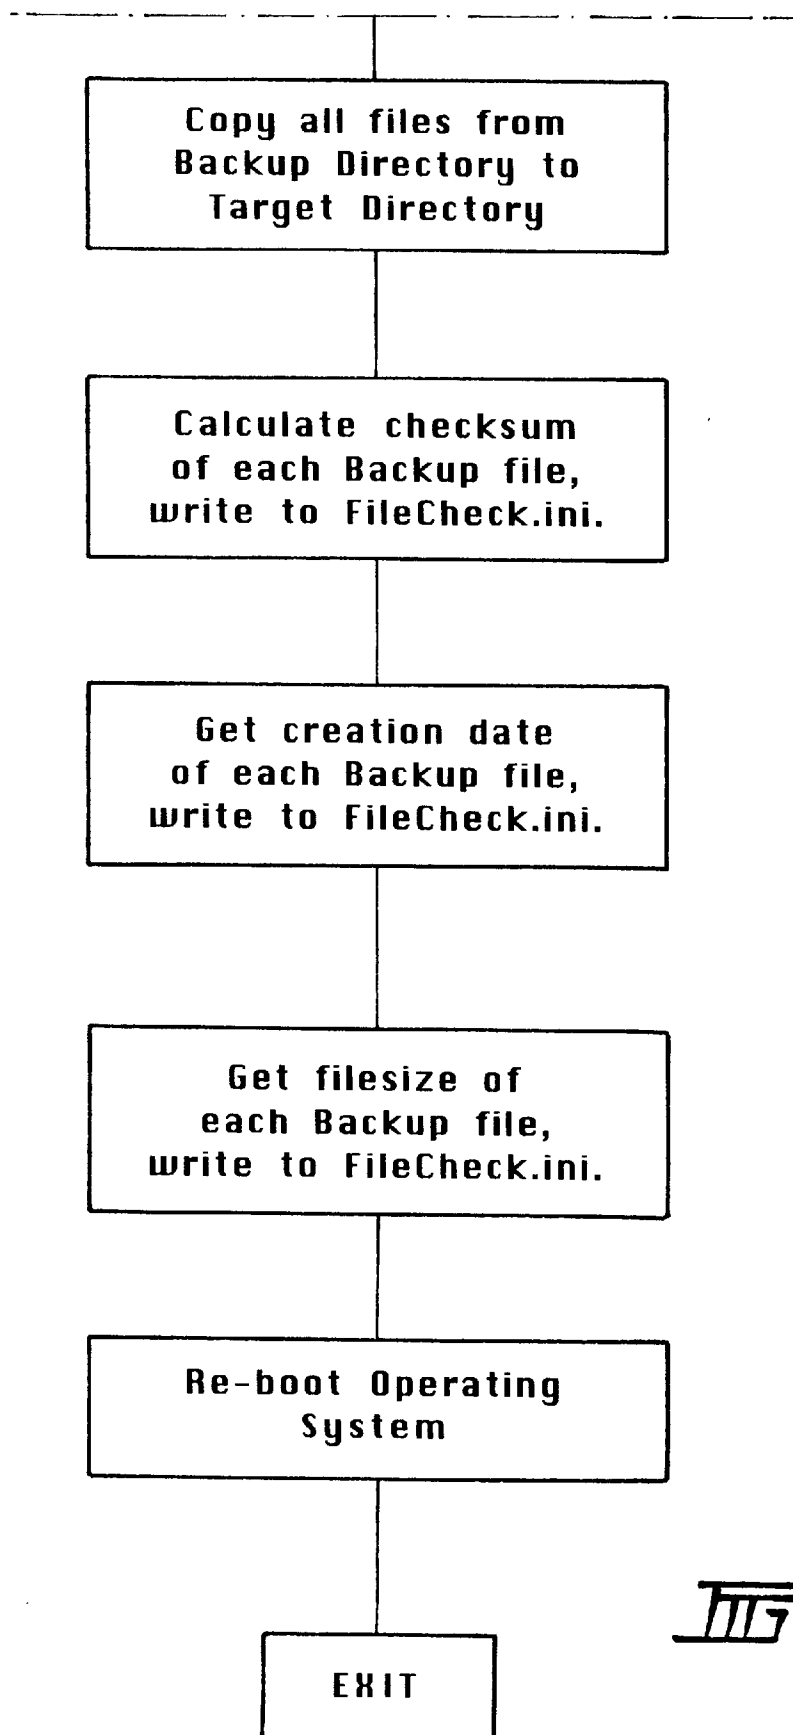 Copy all files from
Backup Directory to
Target Directory
Calculate checksum
of each Backup file,
write to FileCheck.ini.
Get creation date
of each Backup file,
write to FileCheck.ini.
Get filesize of
each Backup file,
write to FileCheck.ini.
Re-boot Operating
System
EXIT